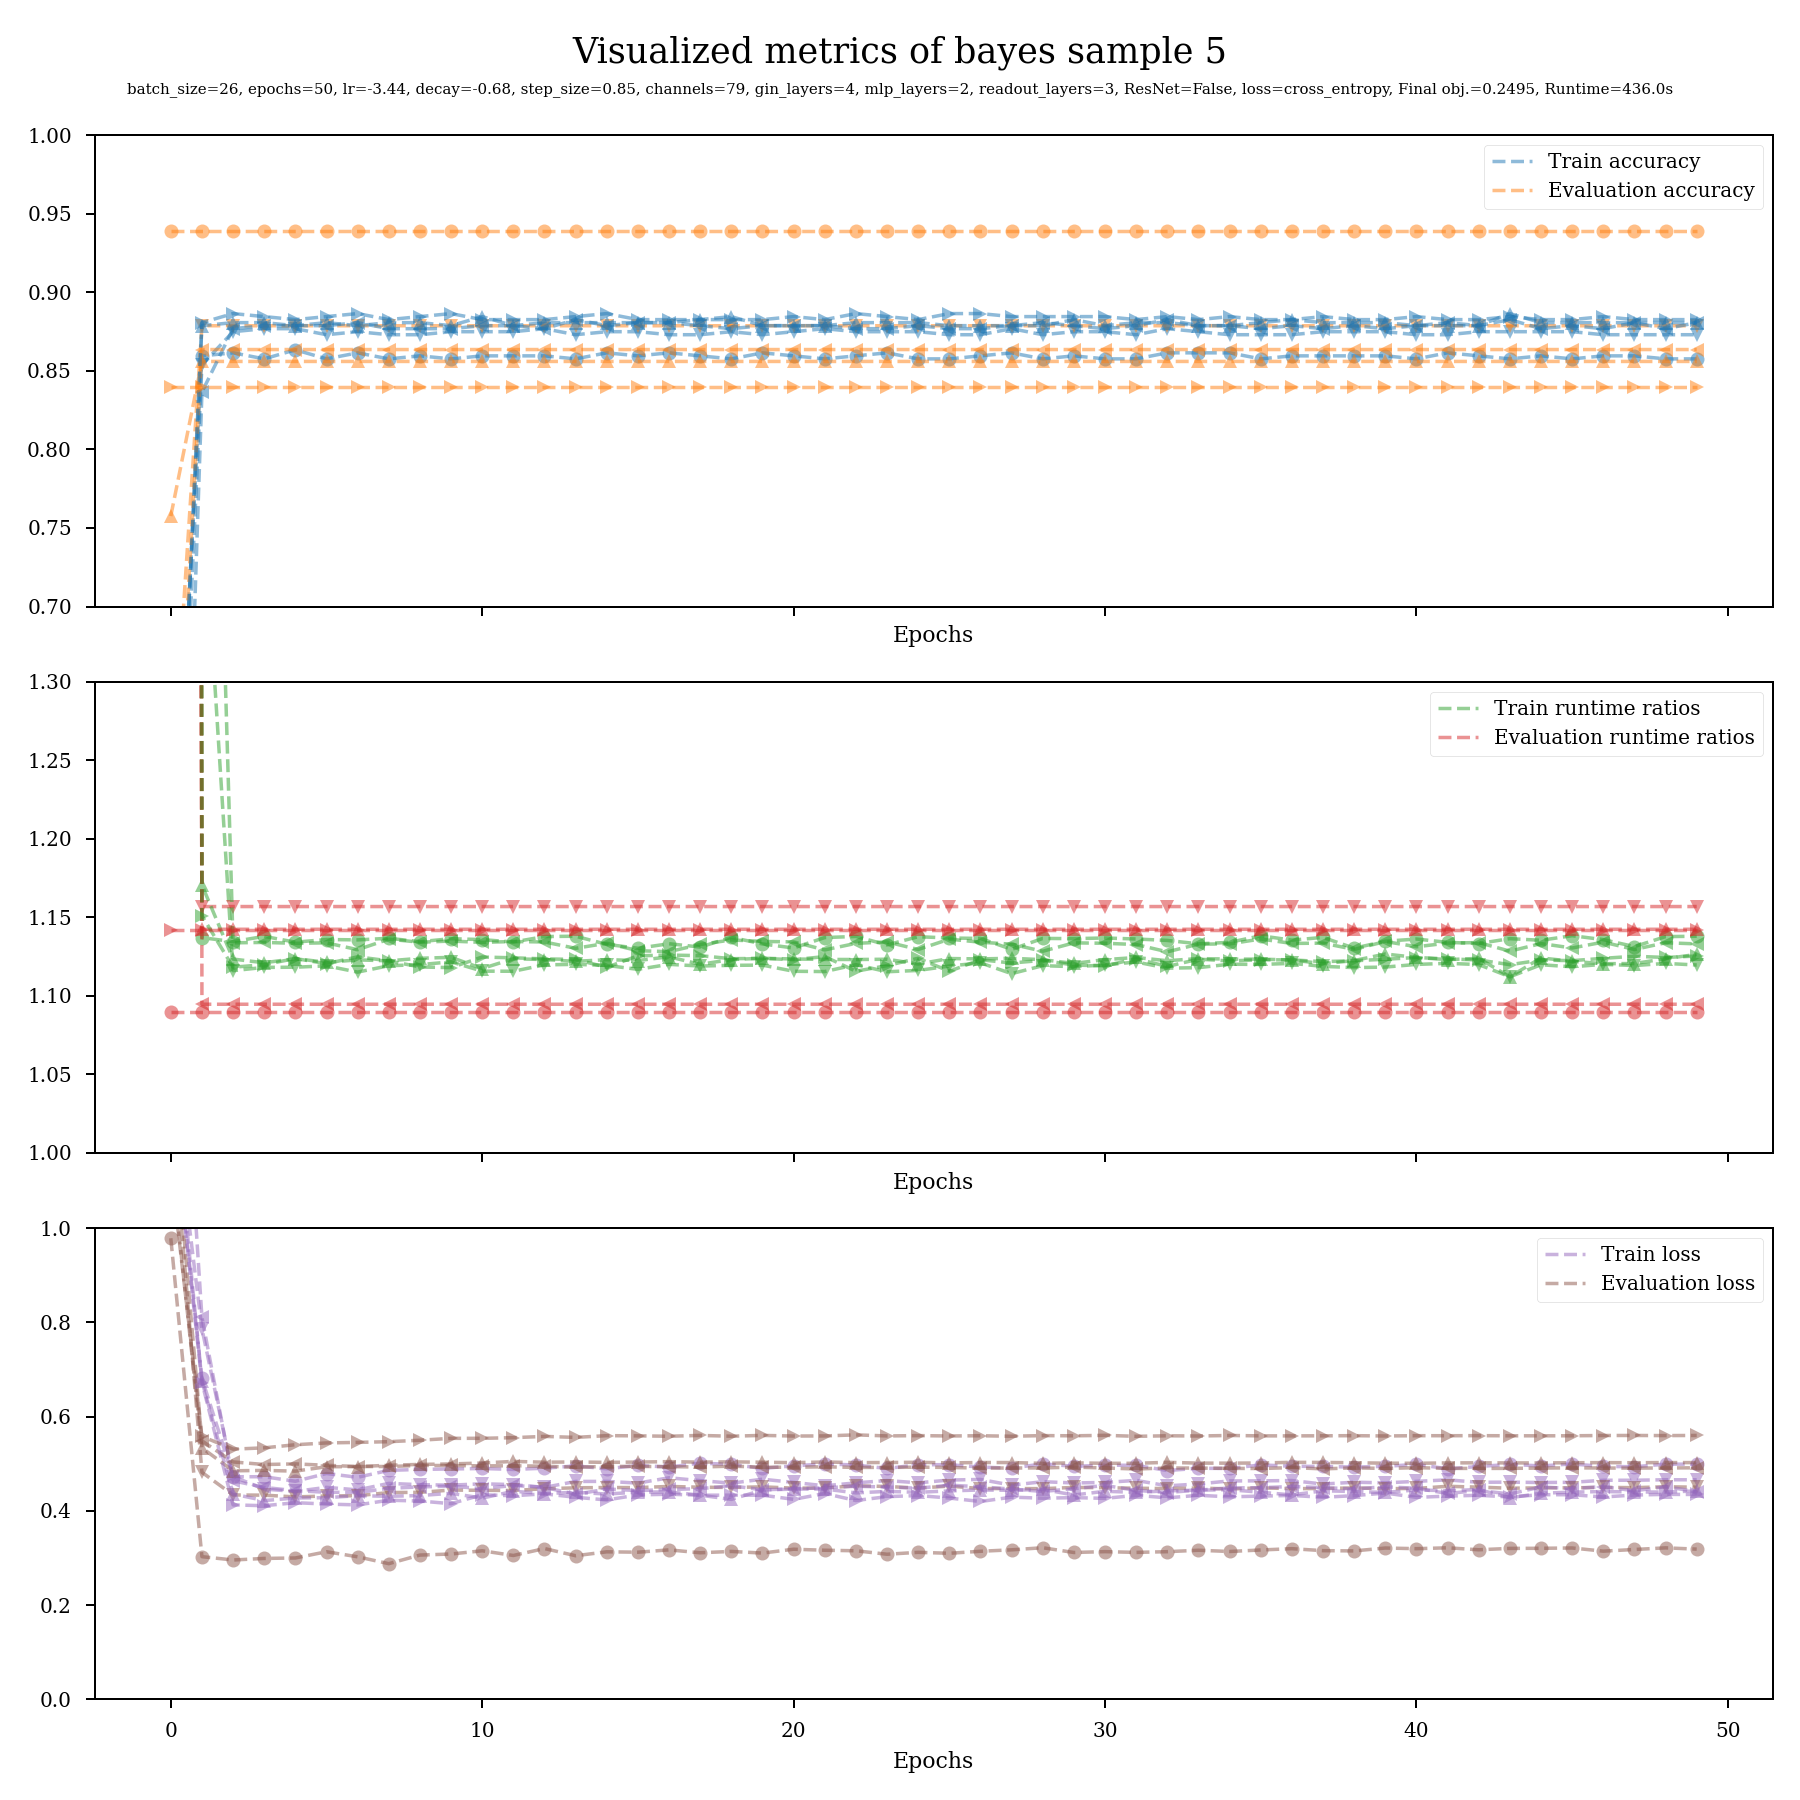 Visualized metrics of bayes sample 5
batch_size=26, epochs=50, lr=-3.44, decay=-0.68, step_size=0.85, channels=79, gin_layers=4, mlp_layers=2, readout_layers=3, ResNet=False, loss=cross_entropy, Final obj.=0.2495, Runtime=436.0s
1.00
0.95
0.90
0.85
0.80
0.75
0.70
Train accuracy
Evaluation accuracy
Epochs
1.30
1.25
1.20
1.15
1.10
1.05
1.00
Train runtime ratios
Evaluation runtime ratios
Epochs
1.0
0.8
0.6
0.4
0.2
0.0
Train loss
Evaluation loss
0 10 20 30 40 50
Epochs